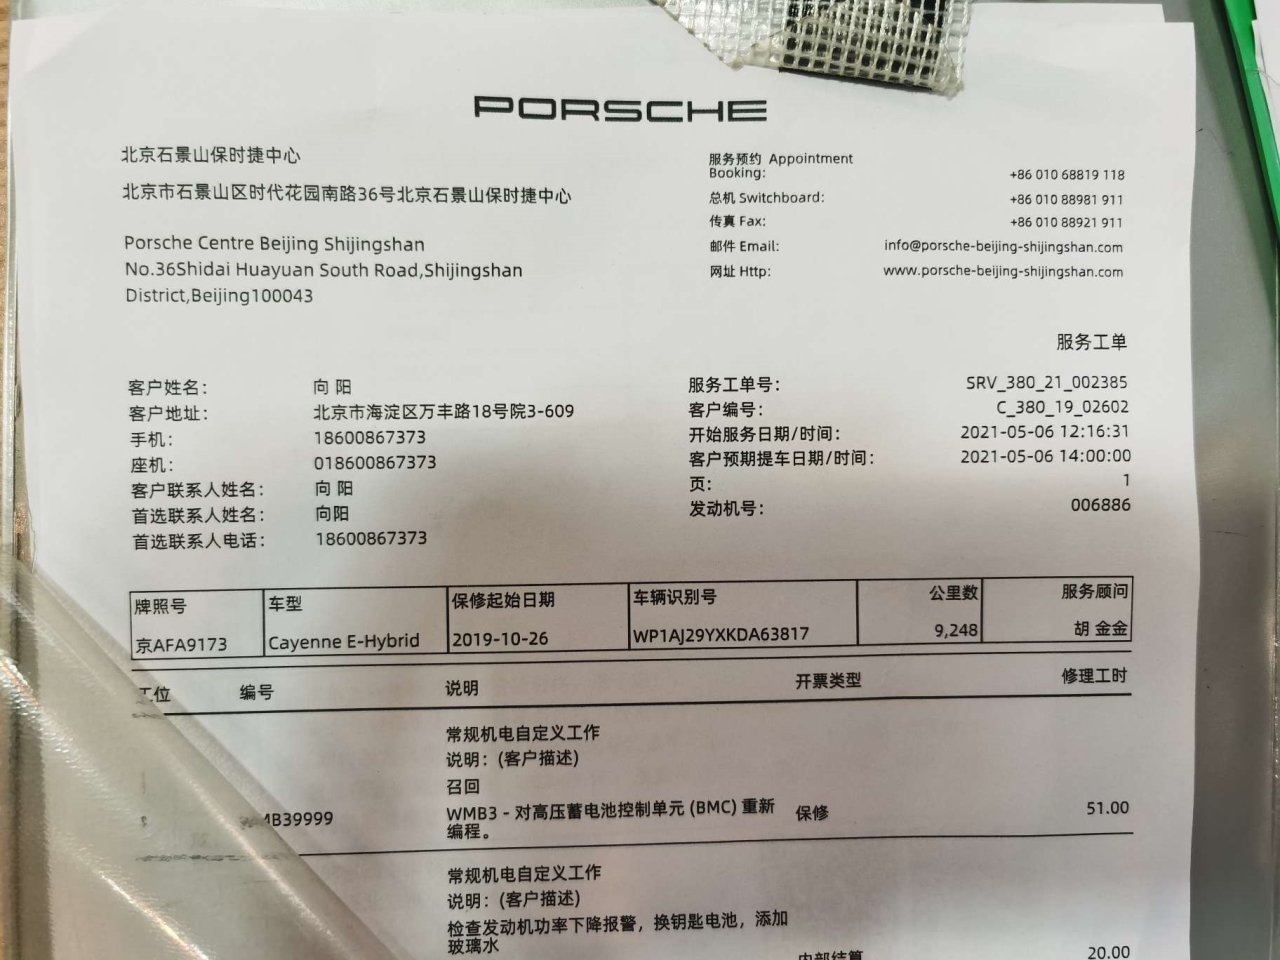 PORSCHE
北京石景山保时捷中心
北京市石景山区时代花园南路36号北京石景山保时捷中心
Porsche Centre Beijing Shijingshan
No.36Shidai Huayuan South Road,Shijingshan
District,Beijing100043
服务预约 Appointment
Booking: +86 010 68819 118
总机 Switchboard: +86 010 88981 911
传真 Fax: +86 010 88921 911
邮件 Email: info@porsche-beijing-shijingshan.com
网址 Http: www.porsche-beijing-shijingshan.com
服务工单
客户姓名: 向 阳
客户地址: 北京市海淀区万丰路18号院3-609
手机: 18600867373
座机: 018600867373
客户联系人姓名: 向 阳
首选联系人姓名: 向阳
首选联系人电话: 18600867373
服务工单号: SRV_380_21_002385
客户编号: C_380_19_02602
开始服务日期/时间: 2021-05-06 12:16:31
客户预期提车日期/时间: 2021-05-06 14:00:00
页: 1
发动机号: 006886
牌照号 车型 保修起始日期 车辆识别号 公里数 服务顾问
京AFA9173 Cayenne E-Hybrid 2019-10-26 WP1AJ29YXKDA63817 9,248 胡 金金
工位 编号 说明 开票类型 修理工时
常规机电自定义工作
说明: (客户描述)
召回
MB39999 WMB3 - 对高压蓄电池控制单元 (BMC) 重新 保修 51.00
编程。
常规机电自定义工作
说明: (客户描述)
检查发动机功率下降报警，换钥匙电池，添加
玻璃水
内部结算 20.00